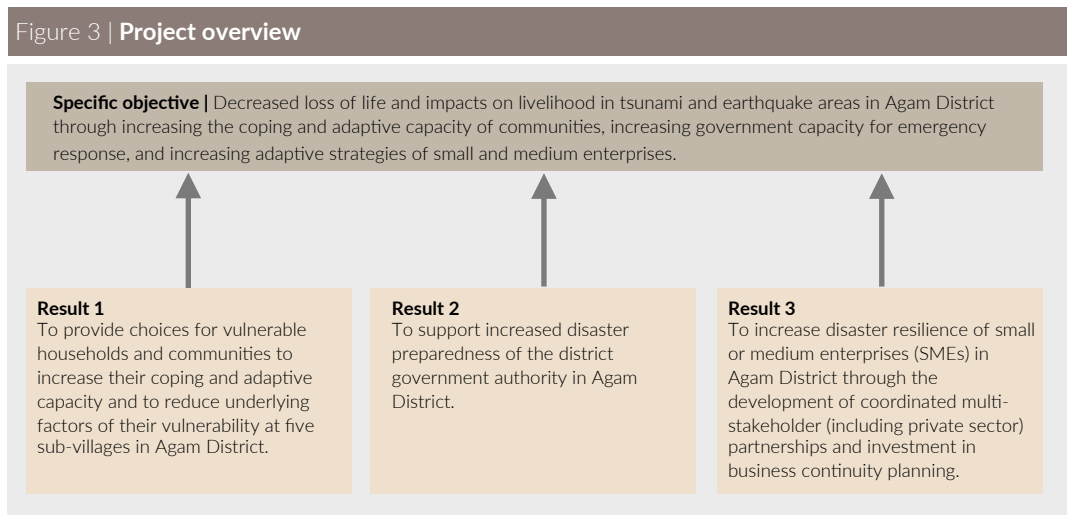 Figure 3 | Project overview
Specific objective | Decreased loss of life and impacts on livelihood in tsunami and earthquake areas in Agam District
through increasing the coping and adaptive capacity of communities, increasing government capacity for emergency
response, and increasing adaptive strategies of small and medium enterprises.
Result 1
To provide choices for vulnerable
households and communities to
increase their coping and adaptive
capacity and to reduce underlying
factors of their vulnerability at five
sub-villages in Agam District.
Result 2
To support increased disaster
preparedness of the district
government authority in Agam
District.
Result 3
To increase disaster resilience of small
or medium enterprises (SMEs) in
Agam District through the
development of coordinated multi-
stakeholder (including private sector)
partnerships and investment in
business continuity planning.